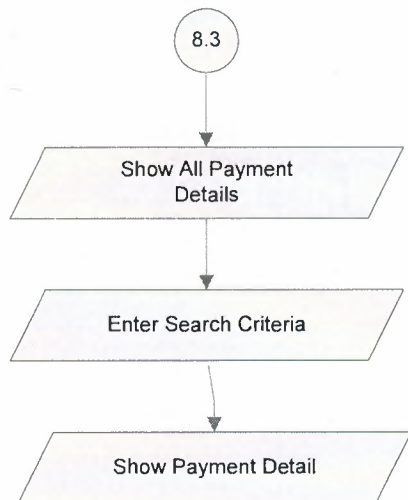 8.3
Show All Payment
Details
Enter Search Criteria
Show Payment Detail